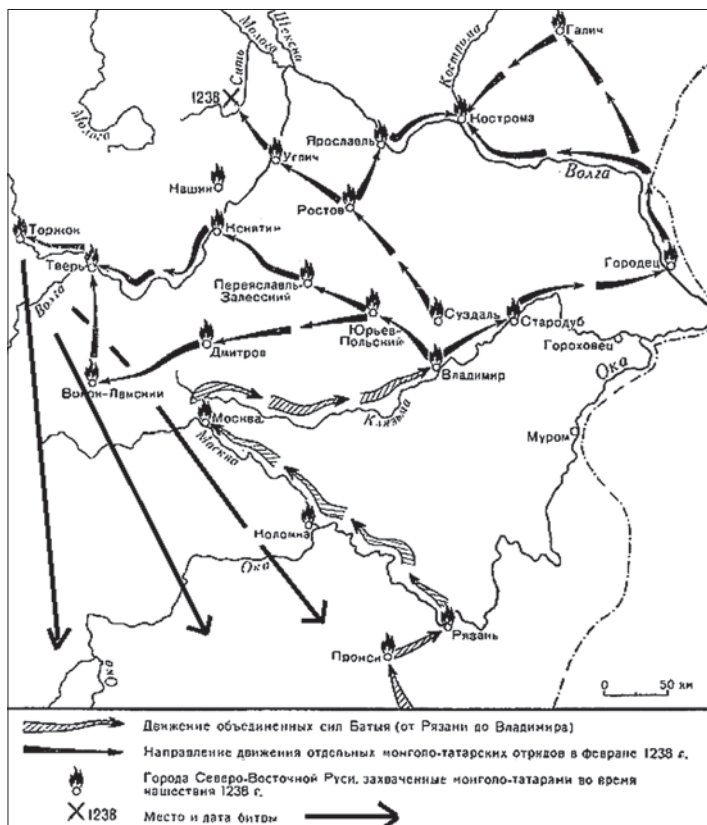 Молога
Шексна
Молога
Сить
Кострома
Галич
1238
Кострома
Ярославль
Углич
Волга
Молога
Нашин
Ростов
Торжок
Кснятин
Тверь
Городец
Переяславль-
Залесский
Волга
Суздаль
Стародуб
Юрьев-
Польский
Гороховец
Дмитров
Владимир
Ока
Волок-Ламский
Клязьма
Москва
Москва
Муром
Коломна
Ока
Рязань
Пронск
Ока
0 50 км
Движение объединенных сил Батыя (от Рязани до Владимира)
Направление движения отдельных монголо-татарских отрядов в феврале 1238 г.
Города Северо-Восточной Руси, захваченные монголо-татарами во время
нашествия 1238 г.
1238 Место и дата битвы